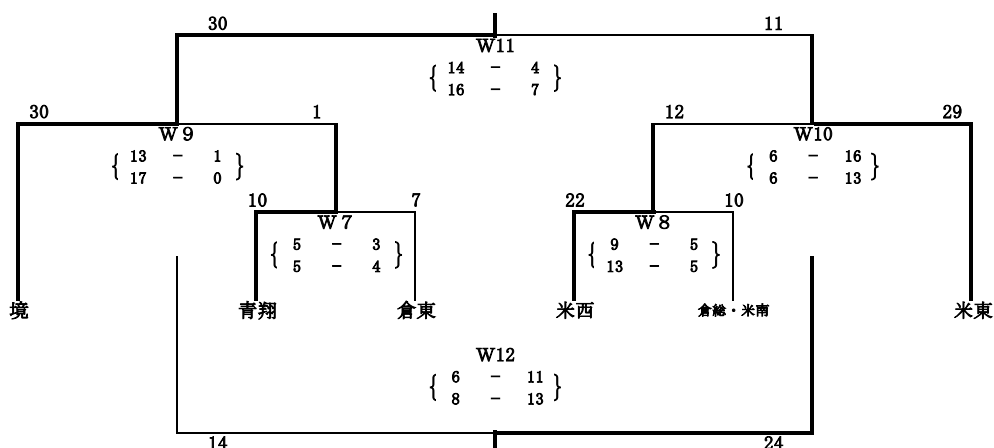 30 11
W11
{ 14 － 4 }
{ 16 － 7 }
30 1 12 29
W９ W10
{ 13 － 1 } { 6 － 16 }
{ 17 － 0 } { 6 － 13 }
10 7 22 10
W７ W８
{ 5 － 3 } { 9 － 5 }
{ 5 － 4 } { 13 － 5 }
境 青翔 倉東 米西 倉総・米南 米東
W12
{ 6 － 11 }
{ 8 － 13 }
14 24